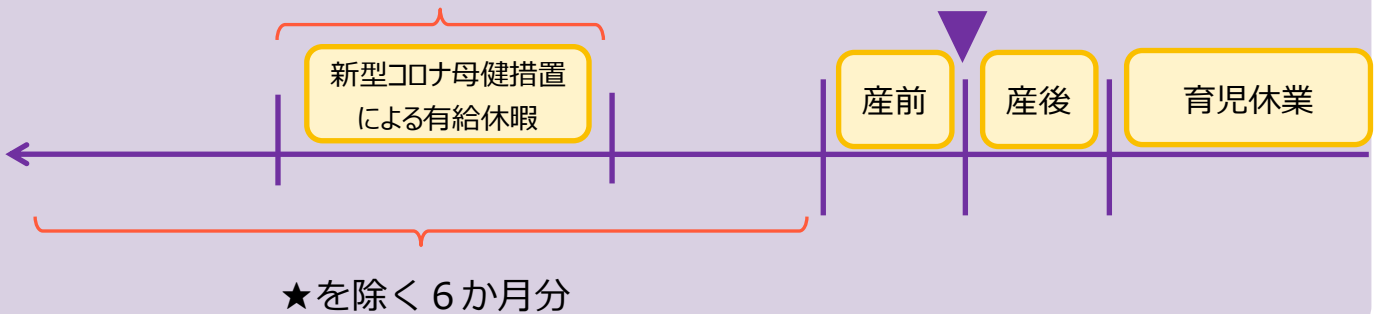 新型コロナ母健措置
による有給休暇
産前
産後
育児休業
★を除く６か月分